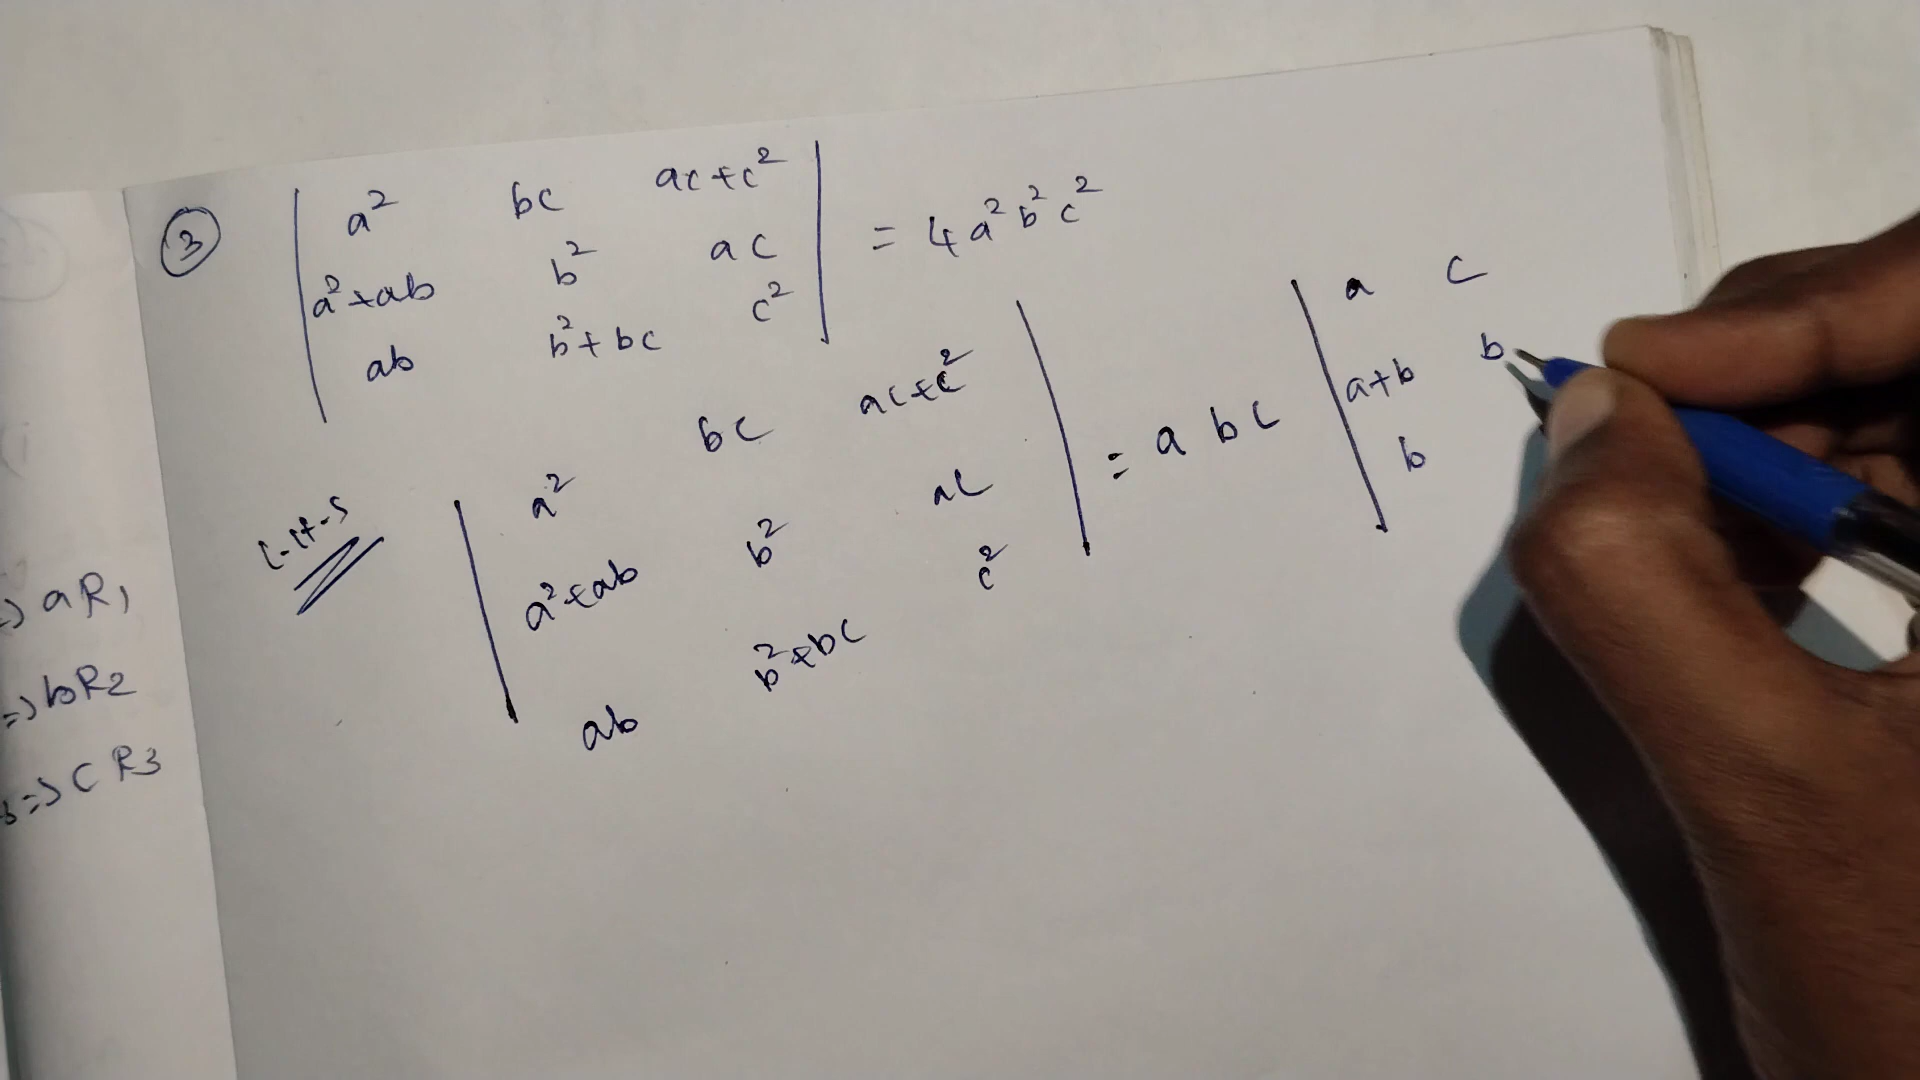 ③ | a² bc ac+c² |
| a²+ab b² ac | = 4a²b²c²
| ab b²+bc c² |
L-H-S
| a² bc ac+c² | | a c
| a²+ab b² ac | = abc | a+b b
| ab b²+bc c² | | b
=> aR1
=> bR2
=> CR3